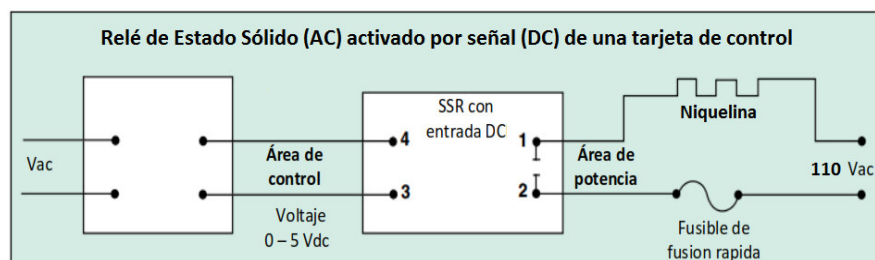 Relé de Estado Sólido (AC) activado por señal (DC) de una tarjeta de control
Vac
Área de
control
Voltaje
0 – 5 Vdc
SSR con
entrada DC
4
3
1
2
Área de
potencia
Niquelina
110 Vac
Fusible de
fusion rapida